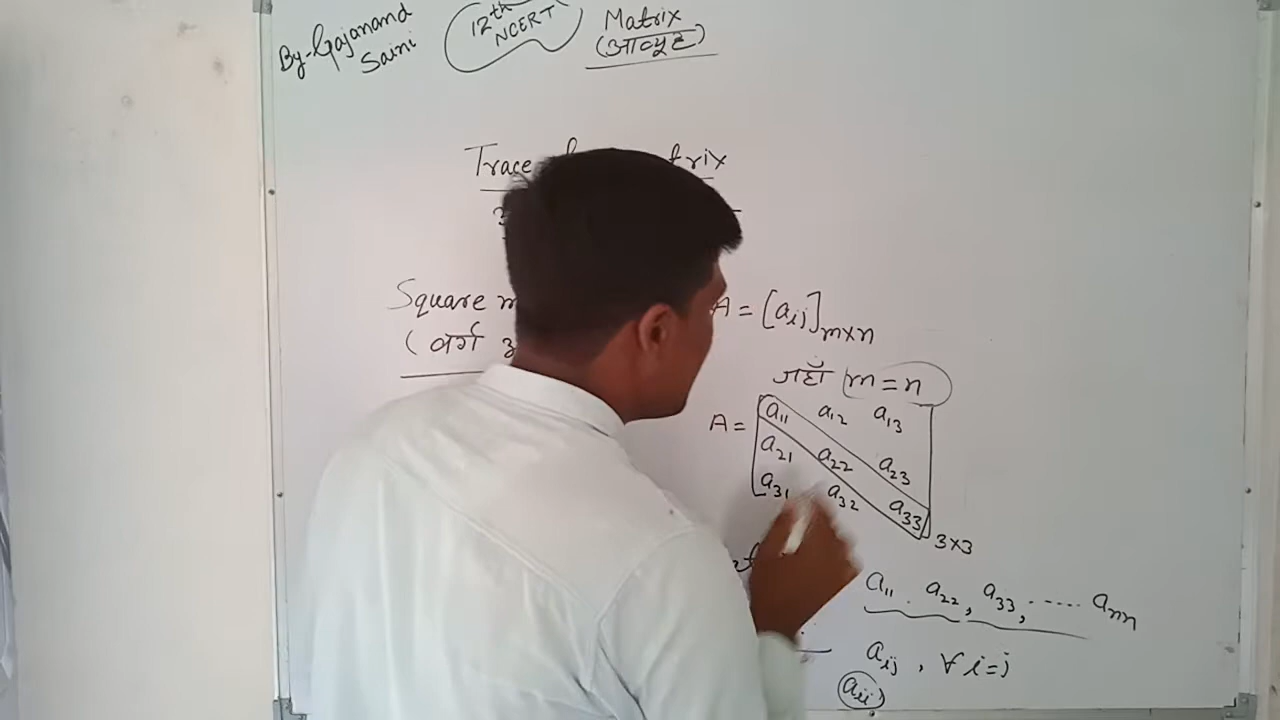 By-Gajanand Saini
12th NCERT
Matrix
(आव्यूह)
Trace
Square
(वर्ग
A = [aij]m×n
जहाँ m = n
A =
a11 a12 a13
a21 a22 a23
a31 a32 a33
3×3
a11, a22, a33, ..... ann
aij, ∀ i=j
aii